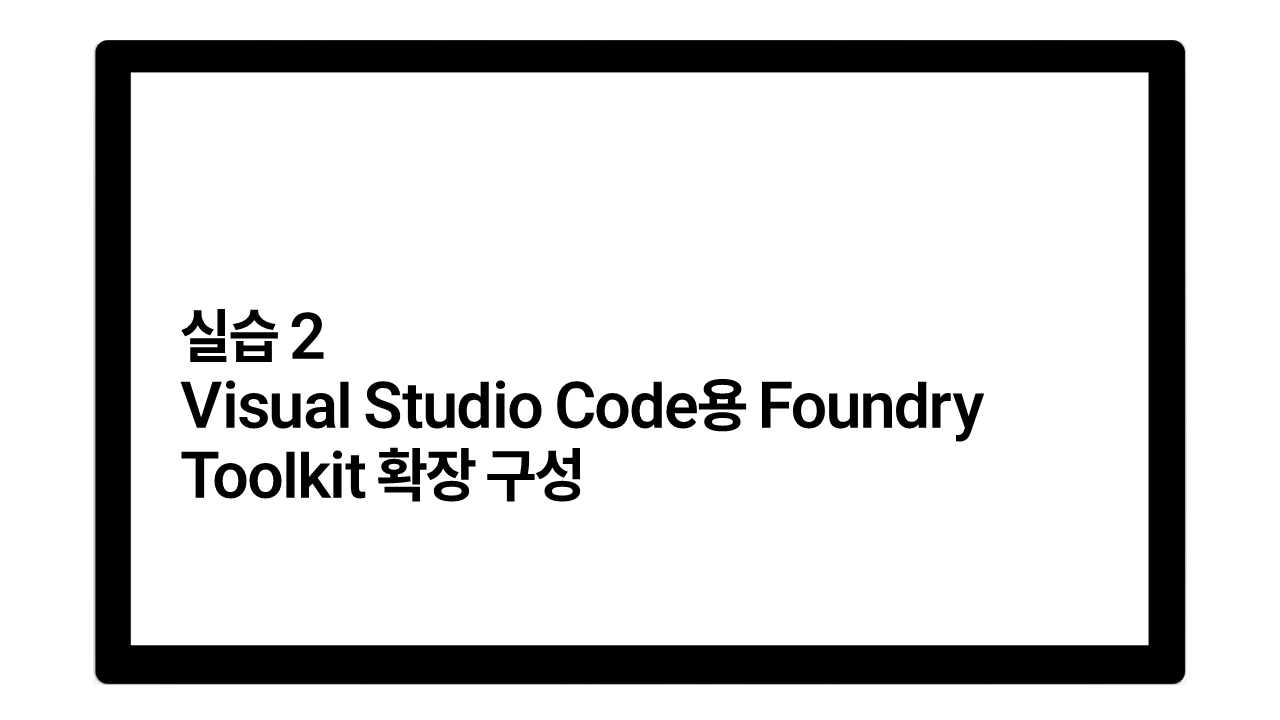 실습 2
Visual Studio Code용 Foundry
Toolkit 확장 구성